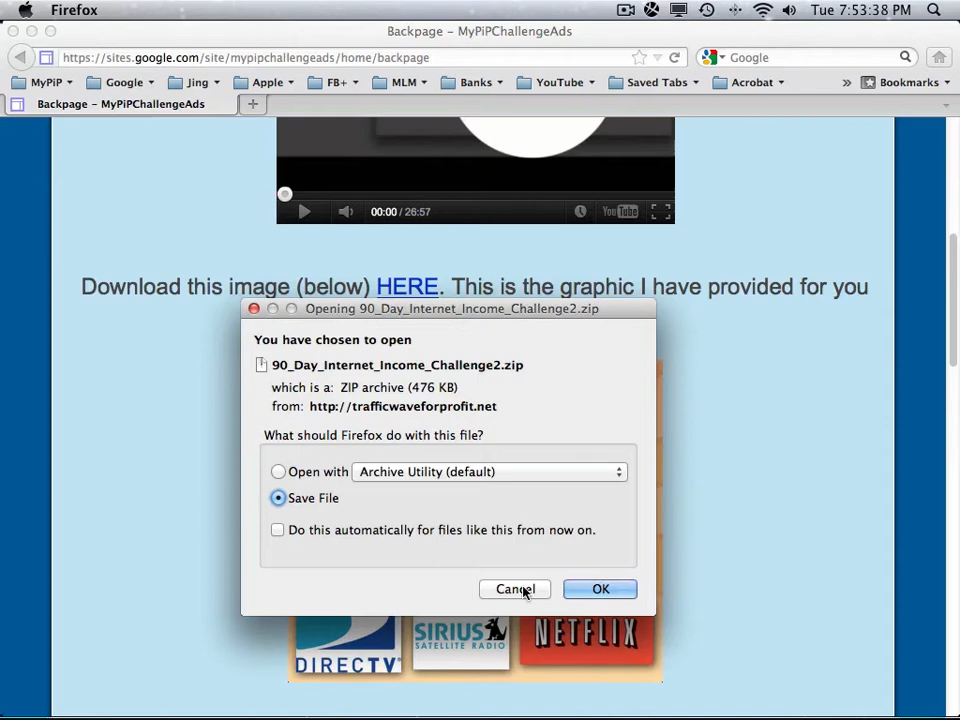 Firefox
Tue 7:53:38 PM
Backpage – MyPiPChallengeAds
https://sites.google.com/site/mypipchallengeads/home/backpage
Google
MyPiP
Google
Jing
Apple
FB+
MLM
Banks
YouTube
Saved Tabs
Acrobat
»
Bookmarks
Backpage – MyPiPChallengeAds
00:00 / 26:57
YouTube
Download this image (below) HERE. This is the graphic I have provided for you
Opening 90_Day_Internet_Income_Challenge2.zip
You have chosen to open
90_Day_Internet_Income_Challenge2.zip
which is a: ZIP archive (476 KB)
from: http://trafficwaveforprofit.net
What should Firefox do with this file?
Open with
Archive Utility (default)
Save File
Do this automatically for files like this from now on.
Cancel
OK
DIRECTV
SIRIUS
SATELLITE RADIO
NETFLIX